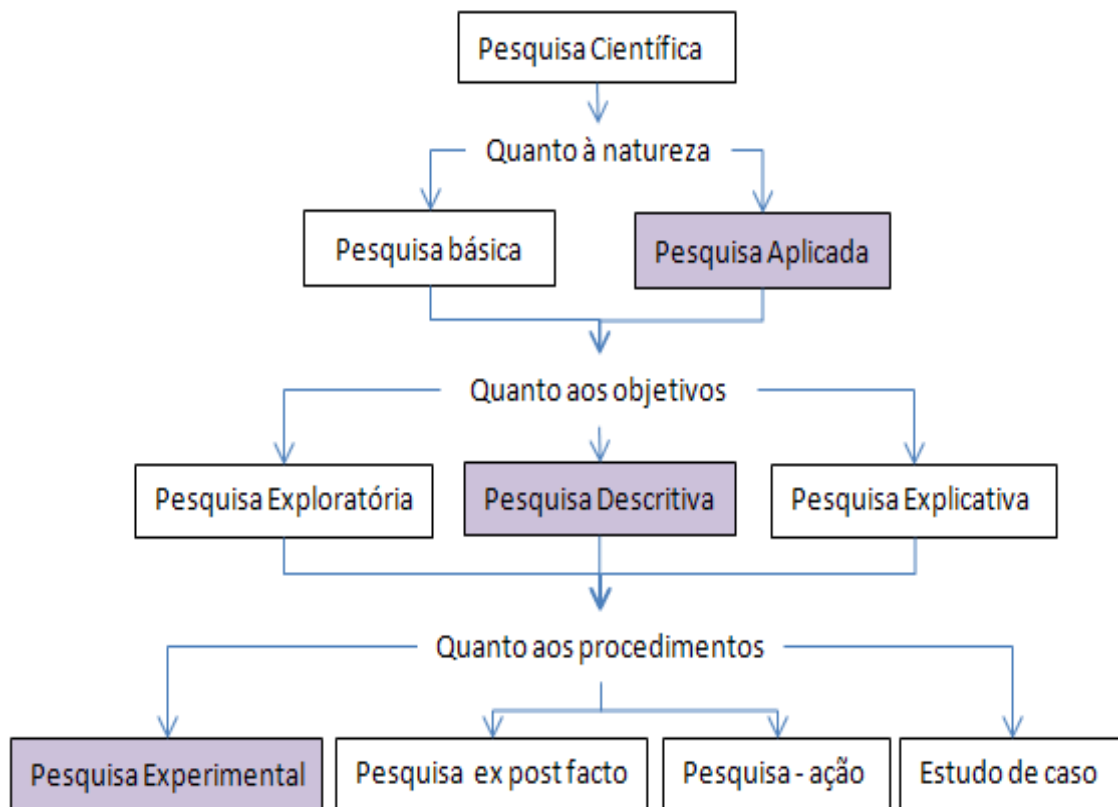 Pesquisa Científica
Quanto à natureza
Pesquisa básica
Pesquisa Aplicada
Quanto aos objetivos
Pesquisa Exploratória
Pesquisa Descritiva
Pesquisa Explicativa
Quanto aos procedimentos
Pesquisa Experimental
Pesquisa ex post facto
Pesquisa - ação
Estudo de caso